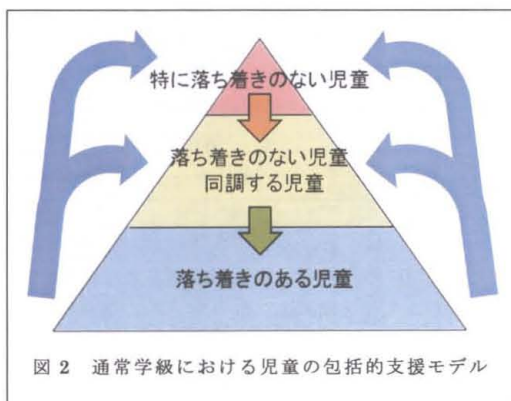 特に落ち着きのない児童
落ち着きのない児童
同調する児童
落ち着きのある児童
図 2 通常学級における児童の包括的支援モデル